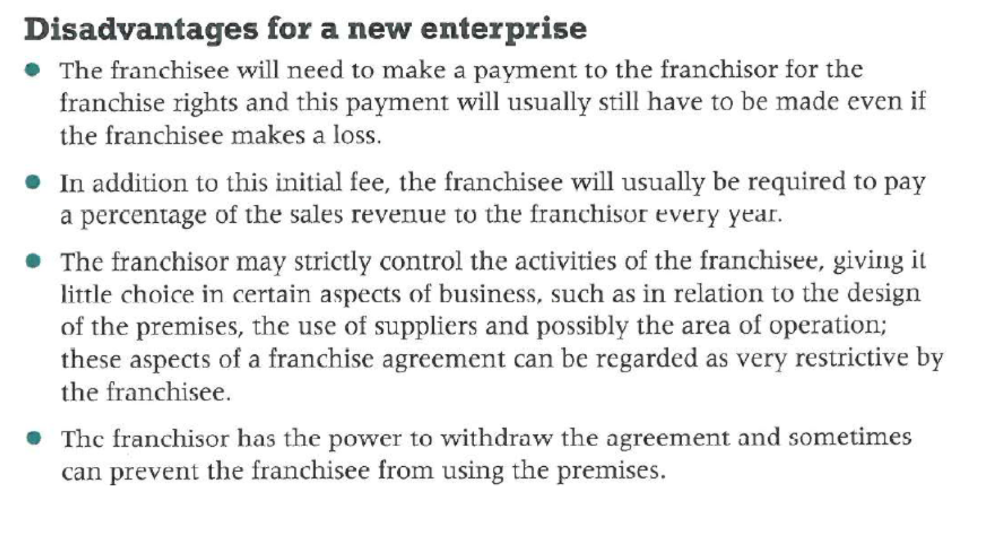 Disadvantages for a new enterprise
● The franchisee will need to make a payment to the franchisor for the
franchise rights and this payment will usually still have to be made even if
the franchisee makes a loss.
● In addition to this initial fee, the franchisee will usually be required to pay
a percentage of the sales revenue to the franchisor every year.
● The franchisor may strictly control the activities of the franchisee, giving it
little choice in certain aspects of business, such as in relation to the design
of the premises, the use of suppliers and possibly the area of operation;
these aspects of a franchise agreement can be regarded as very restrictive by
the franchisee.
● The franchisor has the power to withdraw the agreement and sometimes
can prevent the franchisee from using the premises.